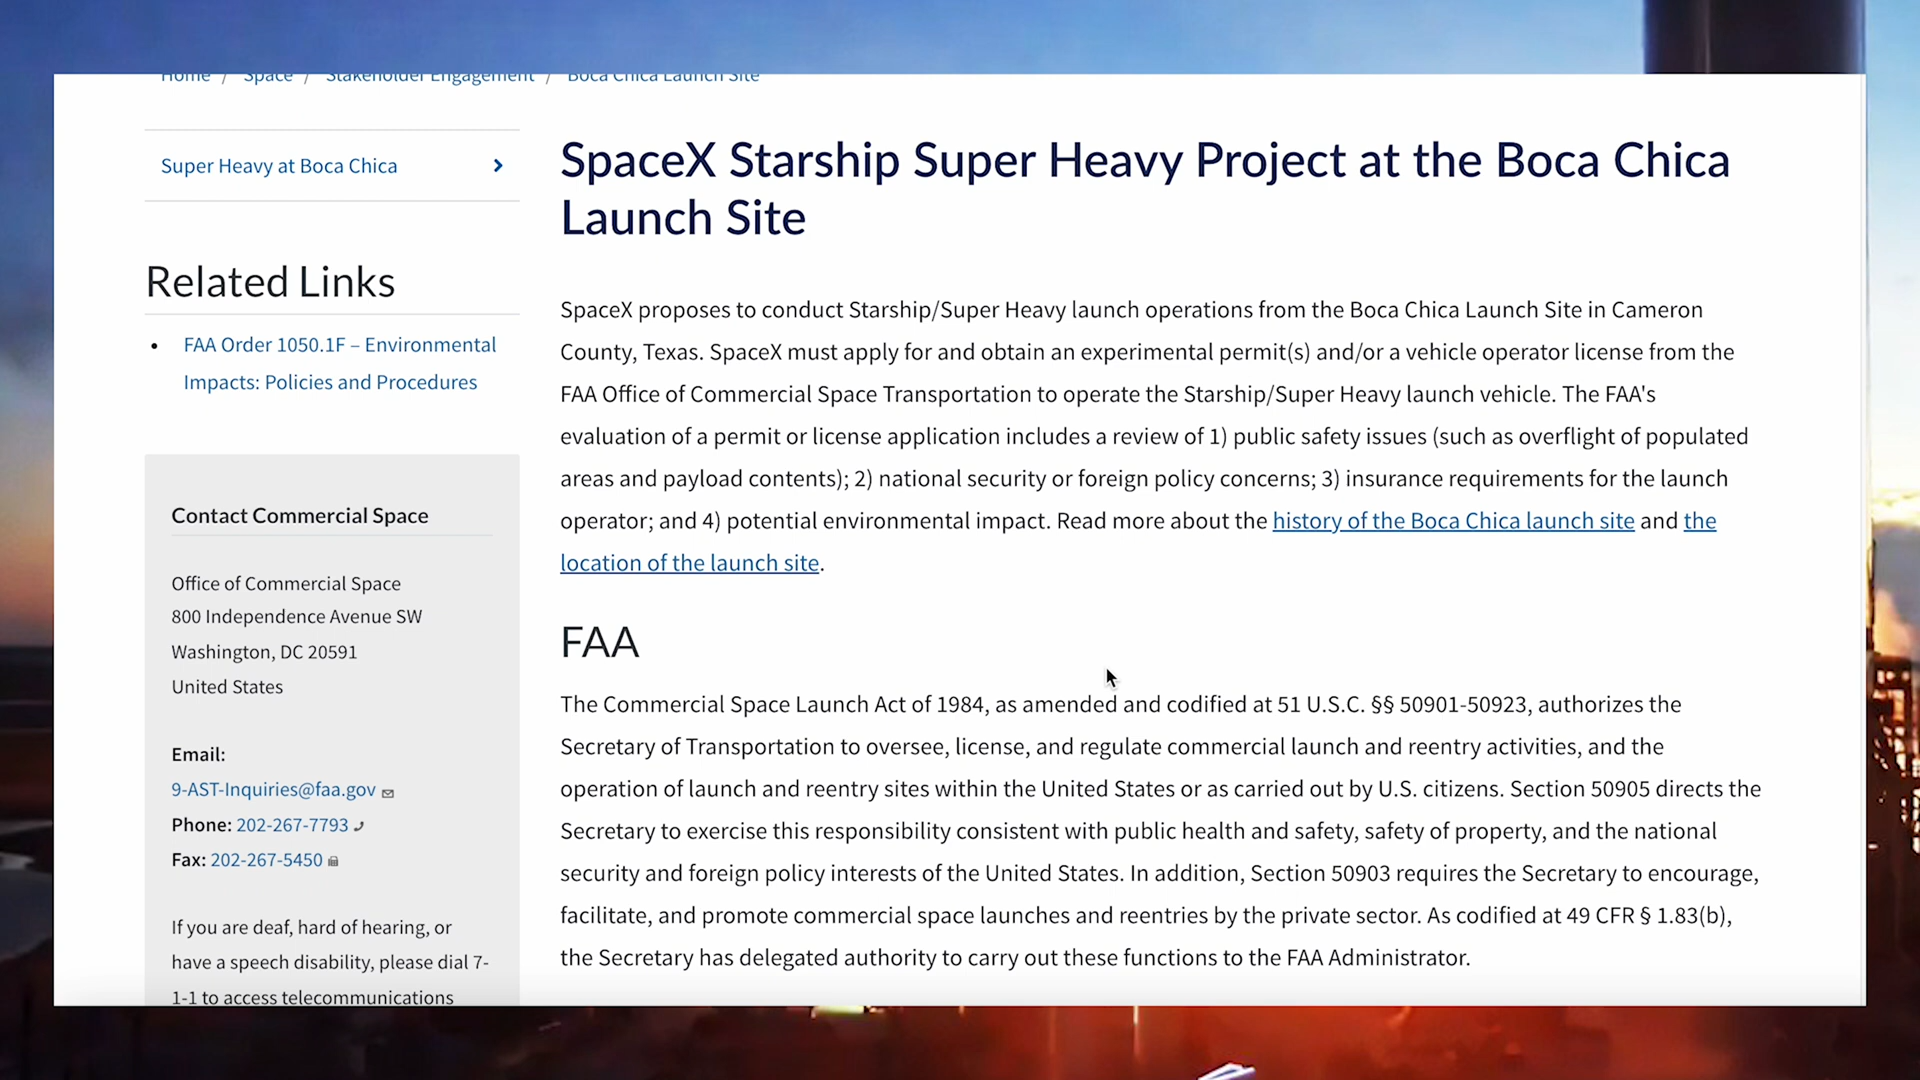 Home / Space / Stakeholder Engagement / Boca Chica Launch Site
Super Heavy at Boca Chica
Related Links
• FAA Order 1050.1F – Environmental
Impacts: Policies and Procedures
Contact Commercial Space
Office of Commercial Space
800 Independence Avenue SW
Washington, DC 20591
United States
Email:
9-AST-Inquiries@faa.gov
Phone: 202-267-7793
Fax: 202-267-5450
If you are deaf, hard of hearing, or
have a speech disability, please dial 7-
1-1 to access telecommunications
SpaceX Starship Super Heavy Project at the Boca Chica
Launch Site
SpaceX proposes to conduct Starship/Super Heavy launch operations from the Boca Chica Launch Site in Cameron
County, Texas. SpaceX must apply for and obtain an experimental permit(s) and/or a vehicle operator license from the
FAA Office of Commercial Space Transportation to operate the Starship/Super Heavy launch vehicle. The FAA's
evaluation of a permit or license application includes a review of 1) public safety issues (such as overflight of populated
areas and payload contents); 2) national security or foreign policy concerns; 3) insurance requirements for the launch
operator; and 4) potential environmental impact. Read more about the history of the Boca Chica launch site and the
location of the launch site.
FAA
The Commercial Space Launch Act of 1984, as amended and codified at 51 U.S.C. §§ 50901-50923, authorizes the
Secretary of Transportation to oversee, license, and regulate commercial launch and reentry activities, and the
operation of launch and reentry sites within the United States or as carried out by U.S. citizens. Section 50905 directs the
Secretary to exercise this responsibility consistent with public health and safety, safety of property, and the national
security and foreign policy interests of the United States. In addition, Section 50903 requires the Secretary to encourage,
facilitate, and promote commercial space launches and reentries by the private sector. As codified at 49 CFR § 1.83(b),
the Secretary has delegated authority to carry out these functions to the FAA Administrator.